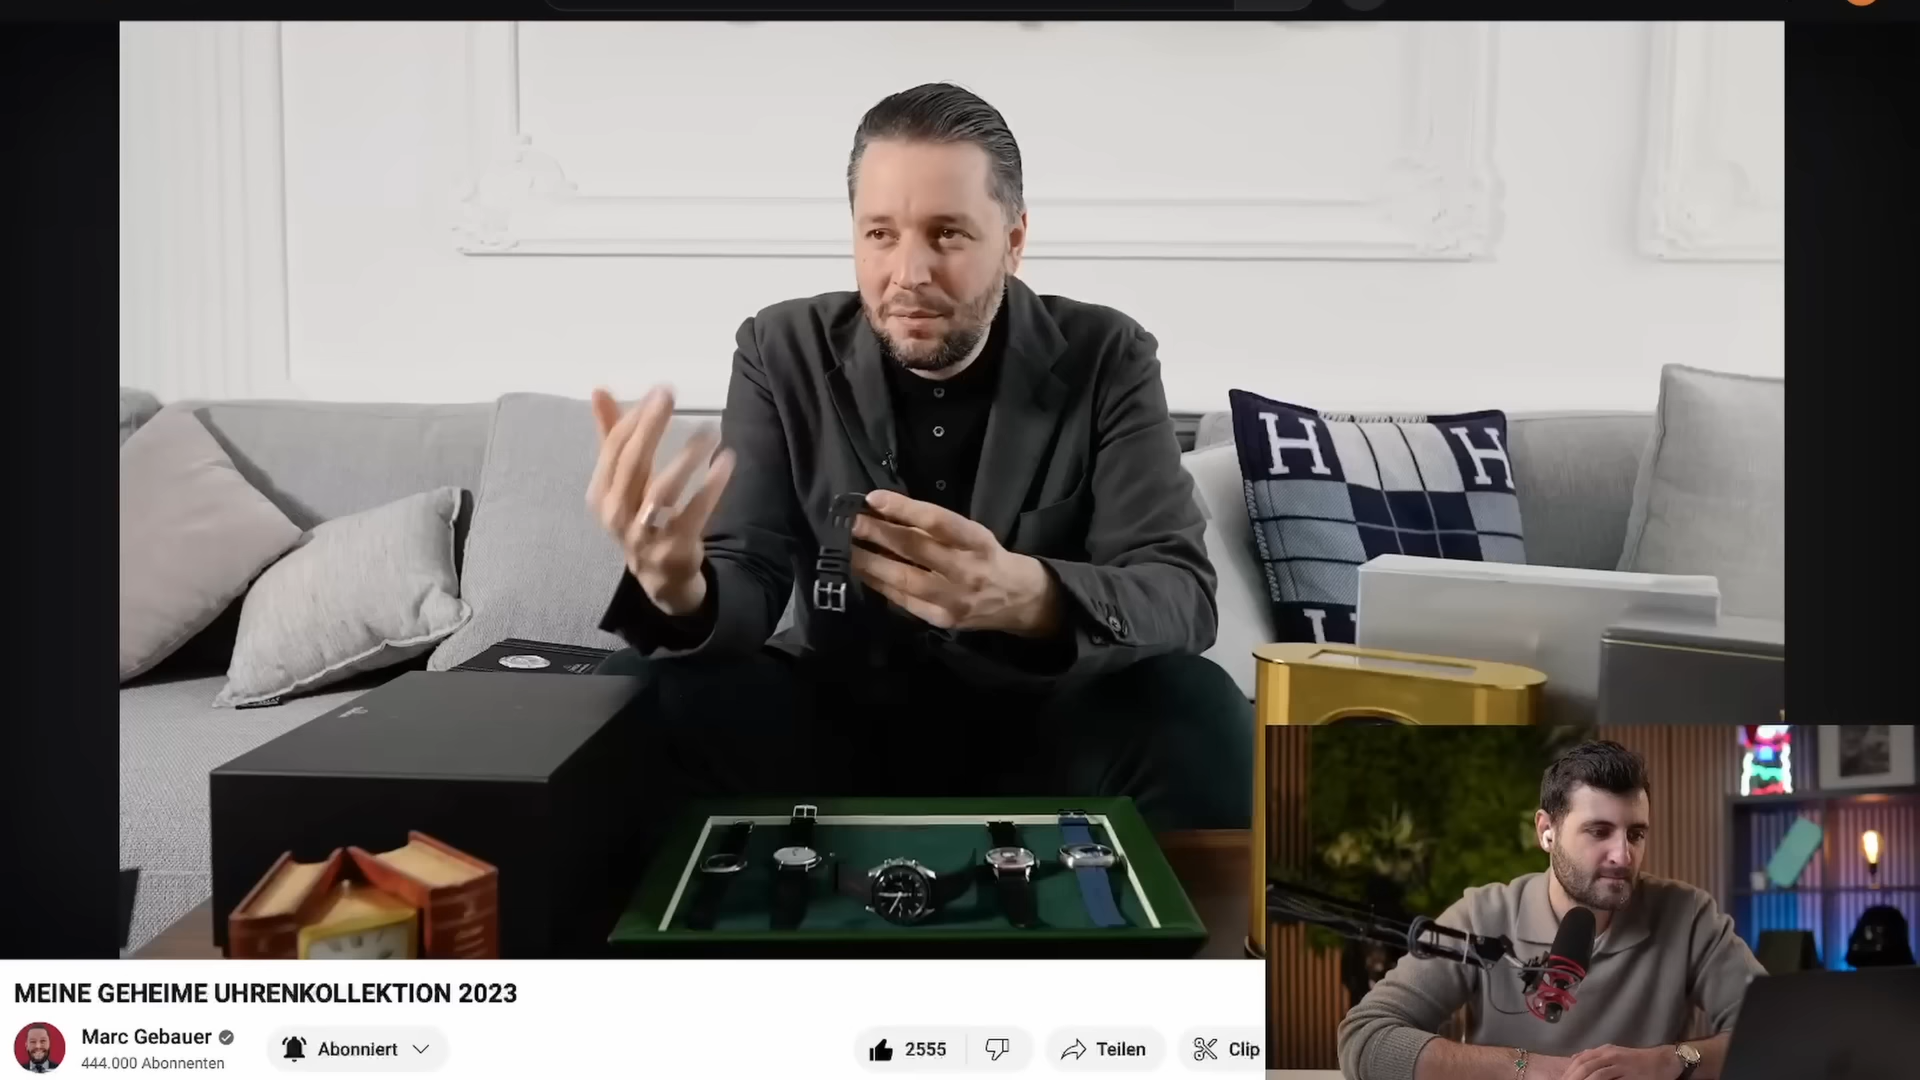 H H
MEINE GEHEIME UHRENKOLLEKTION 2023
Marc Gebauer
444.000 Abonnenten
Abonniert
2555
Teilen
Clip